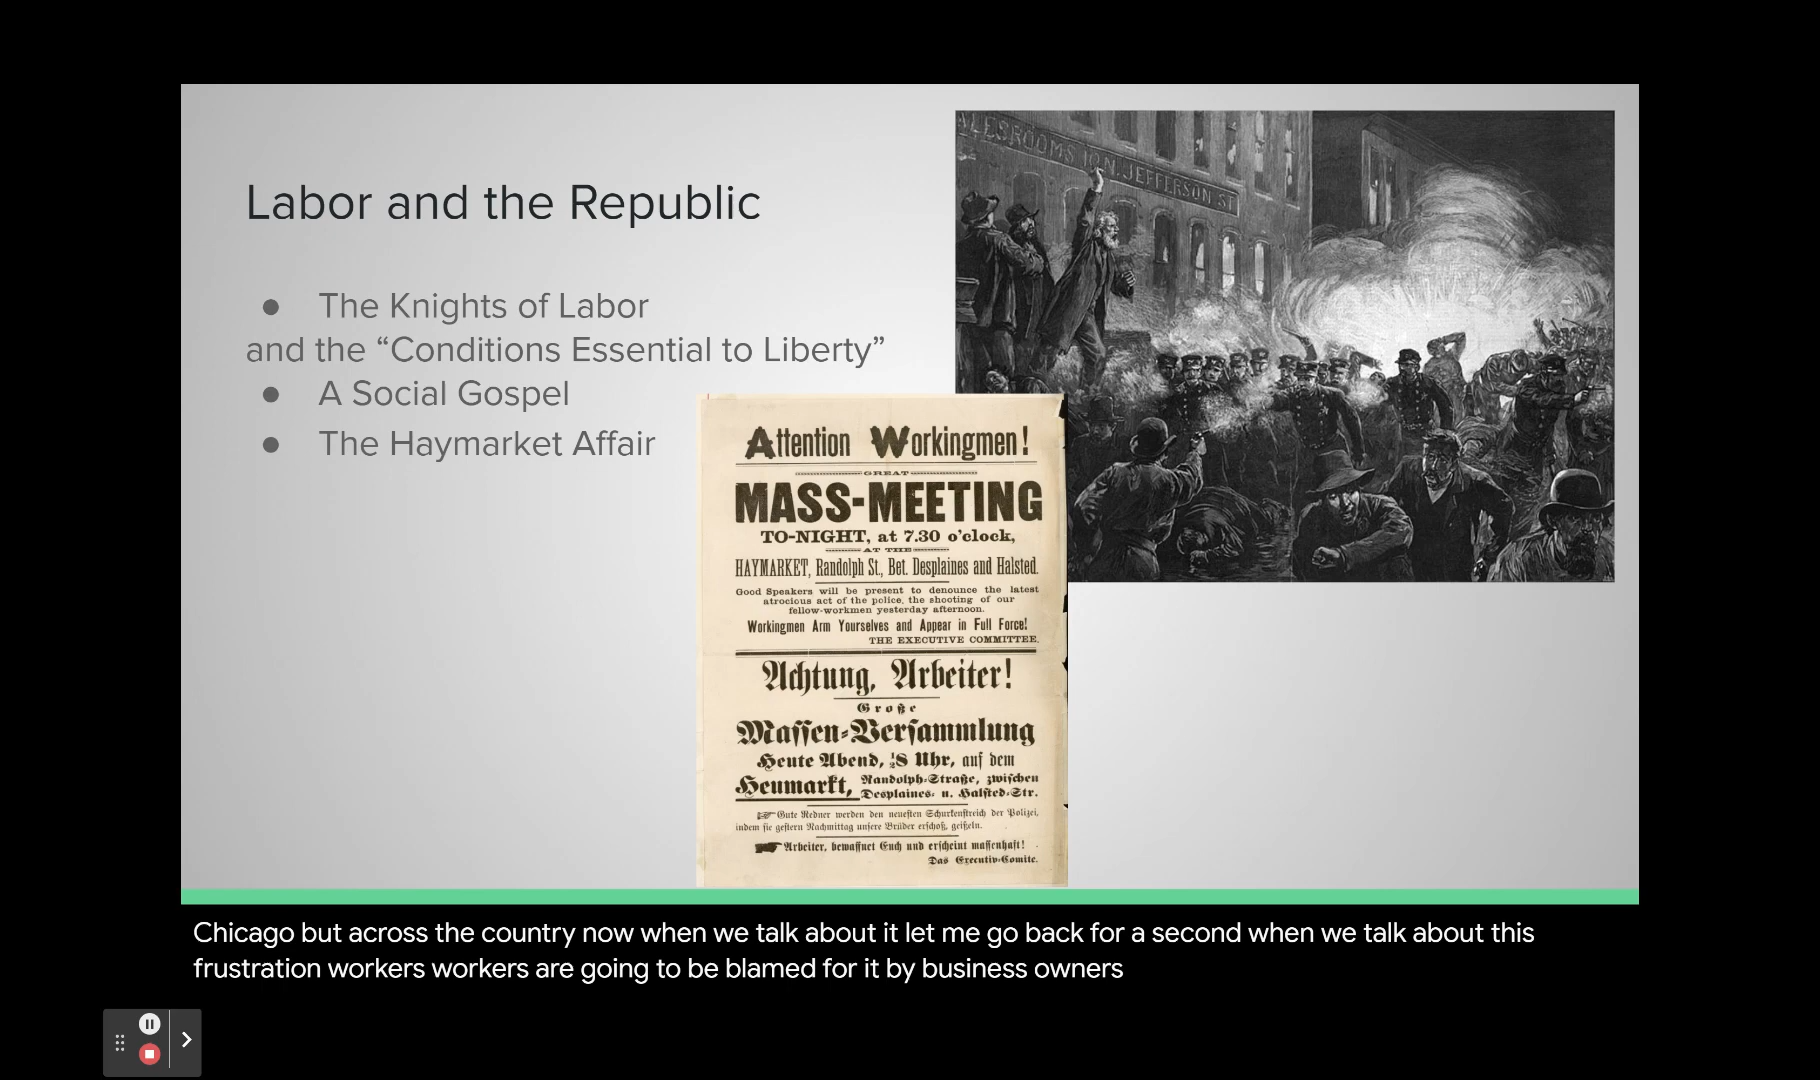 Labor and the Republic
● The Knights of Labor
and the “Conditions Essential to Liberty”
● A Social Gospel
● The Haymarket Affair
ALESROOMS 10 N. JEFFERSON ST
Attention Workingmen!
GREAT
MASS-MEETING
TO-NIGHT, at 7.30 o'clock,
AT THE
HAYMARKET, Randolph St., Bet. Desplaines and Halsted.
Good Speakers will be present to denounce the latest
atrocious act of the police, the shooting of our
fellow-workmen yesterday afternoon.
Workingmen Arm Yourselves and Appear in Full Force!
THE EXECUTIVE COMMITTEE.
Achtung, Arbeiter!
Große
Massen-Versammlung
Heute Abend, ½8 Uhr, auf dem
Heumarkt, Randolph-Straße, zwischen
Desplaines- u. Halsted-Str.
Gute Redner werden den neuesten Schurkenstreich der Polizei,
indem sie gestern Nachmittag unsere Brüder erschoß, geißeln.
Arbeiter, bewaffnet Euch und erscheint massenhaft!
Das Executiv-Comite.
Chicago but across the country now when we talk about it let me go back for a second when we talk about this
frustration workers workers are going to be blamed for it by business owners